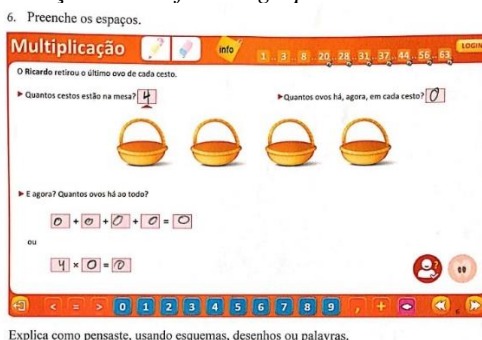 6. Preenche os espaços.
Multiplicação
info
1 3 8 20 28 31 37 44 56 63
LOGIN
O Ricardo retirou o último ovo de cada cesto.
▶ Quantos cestos estão na mesa? 4
▶ Quantos ovos há, agora, em cada cesto? 0
▶ E agora? Quantos ovos há ao todo?
0 + 0 + 0 + 0 = 0
ou
4 × 0 = 0
< = > 0 1 2 3 4 5 6 7 8 9 , +
Explica como pensaste, usando esquemas, desenhos ou palavras.